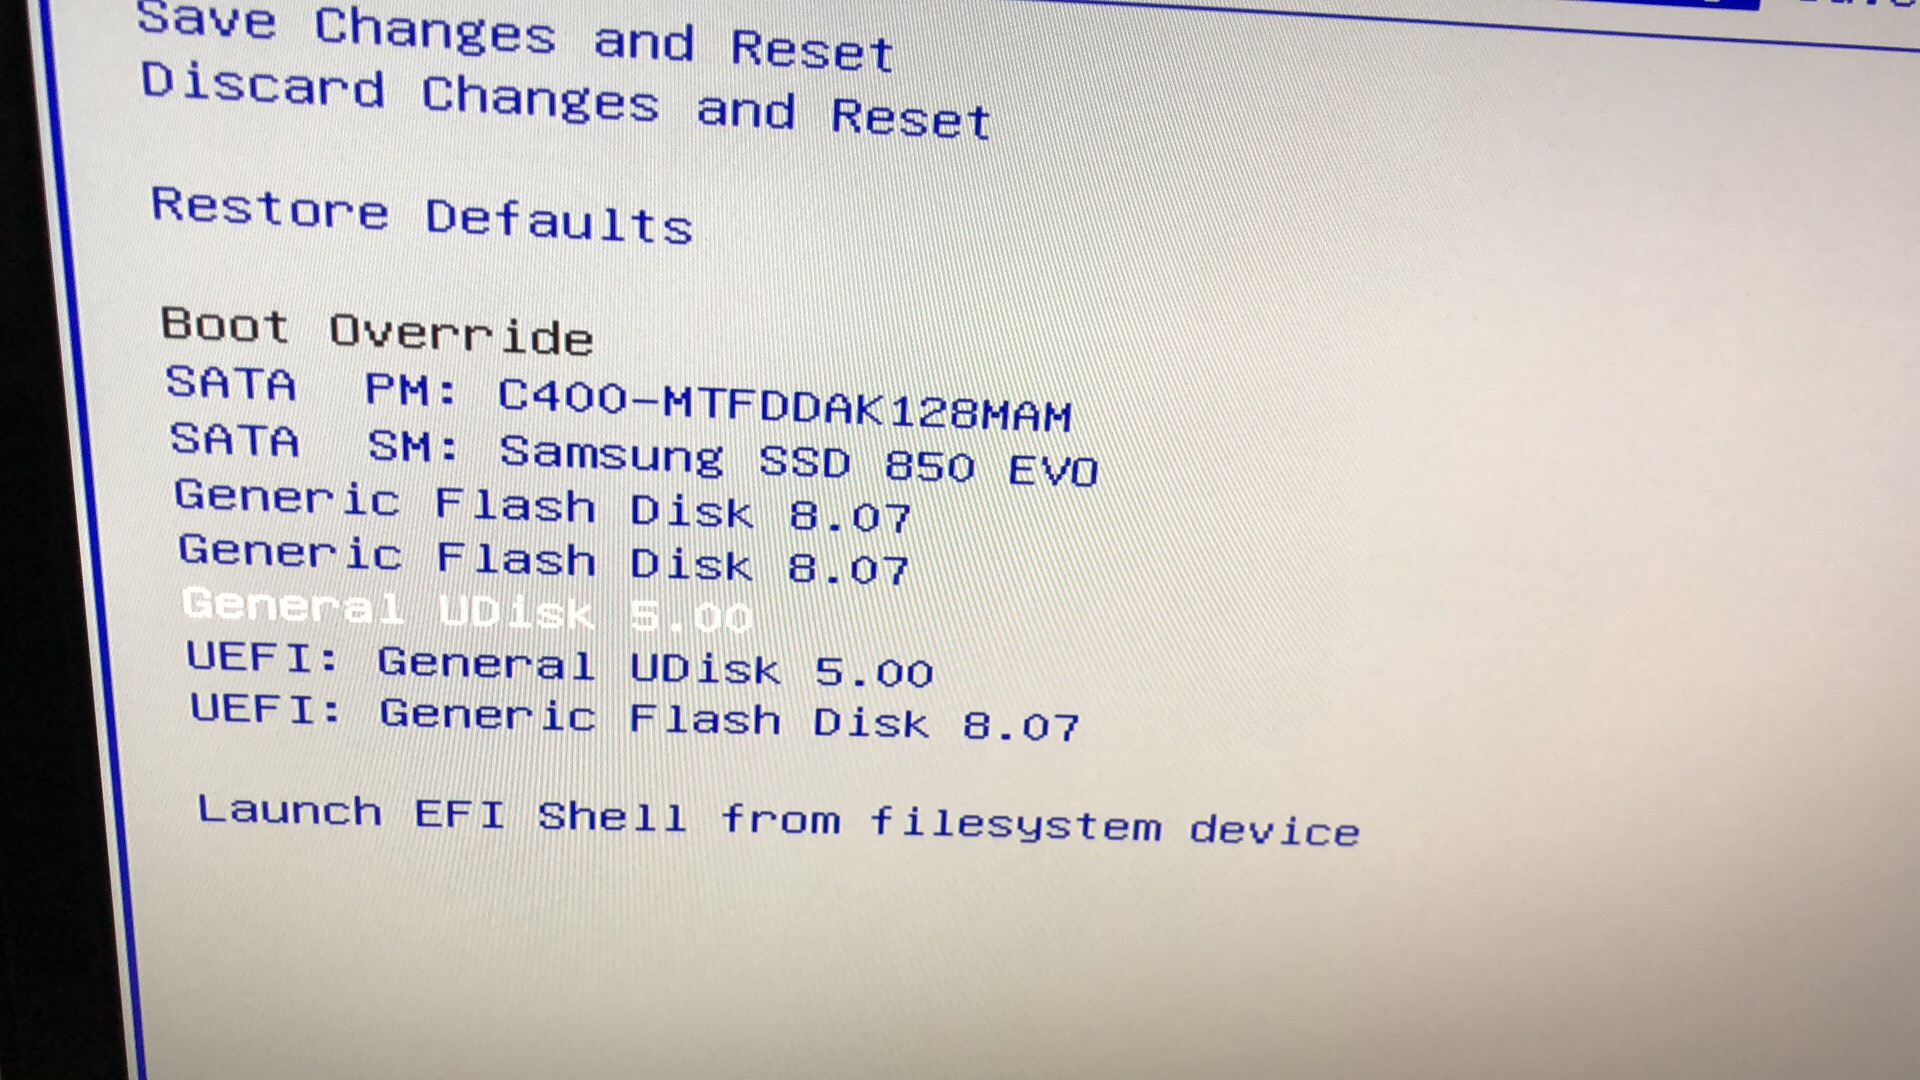 Save Changes and Reset
Discard Changes and Reset
Restore Defaults
Boot Override
SATA PM: C400-MTFDDAK128MAM
SATA SM: Samsung SSD 850 EVO
Generic Flash Disk 8.07
Generic Flash Disk 8.07
General UDisk 5.00
UEFI: General UDisk 5.00
UEFI: Generic Flash Disk 8.07
Launch EFI Shell from filesystem device